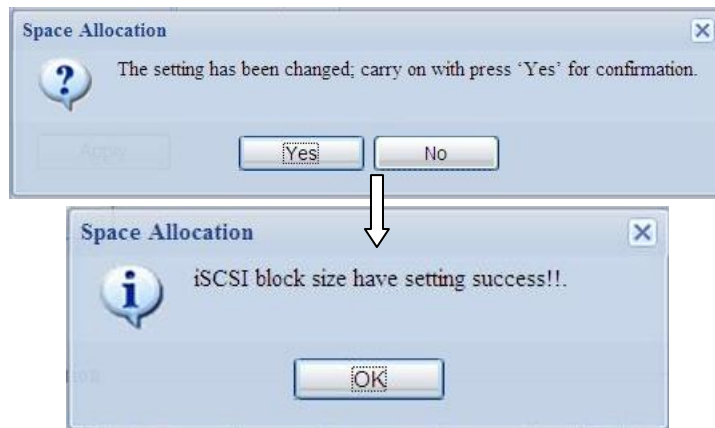 Space Allocation
The setting has been changed; carry on with press ‘Yes’ for confirmation.
Apply
Yes No
Space Allocation
iSCSI block size have setting success!!.
OK